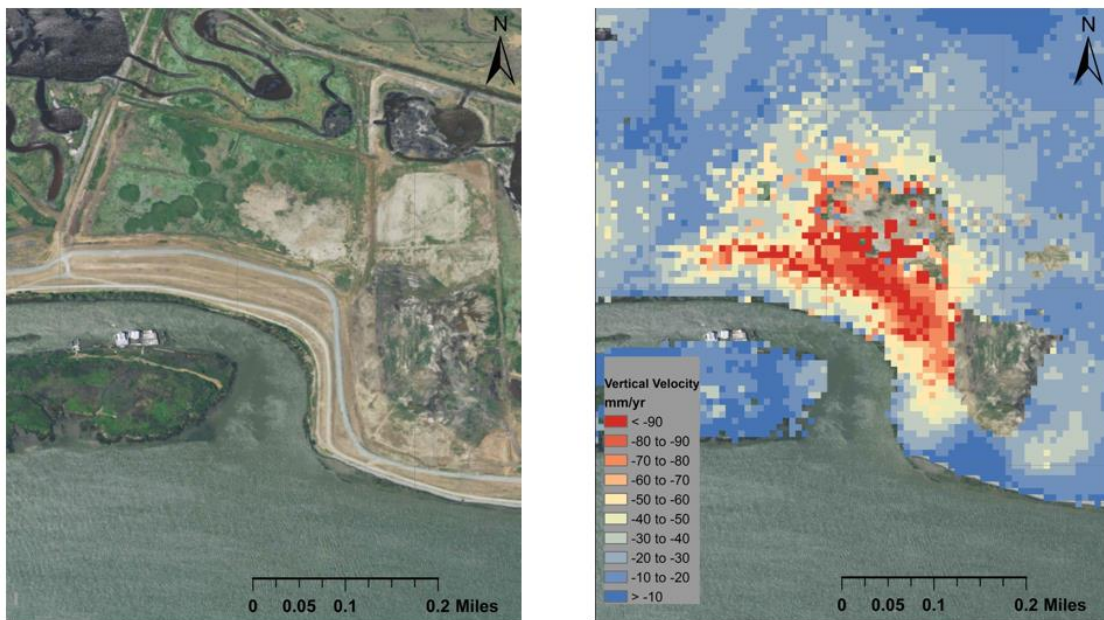 N
0 0.05 0.1 0.2 Miles
N
Vertical Velocity
mm/yr
< -90
-80 to -90
-70 to -80
-60 to -70
-50 to -60
-40 to -50
-30 to -40
-20 to -30
-10 to -20
> -10
0 0.05 0.1 0.2 Miles